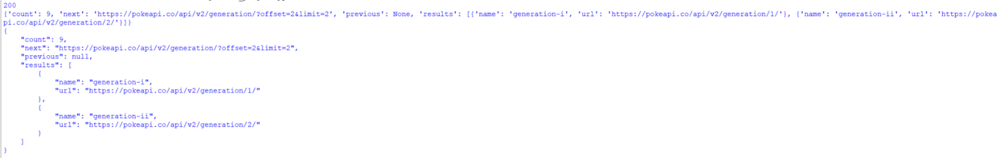 200
{'count': 9, 'next': 'https://pokeapi.co/api/v2/generation/?offset=2&limit=2', 'previous': None, 'results': [{'name': 'generation-i', 'url': 'https://pokeapi.co/api/v2/generation/1/'}, {'name': 'generation-ii', 'url': 'https://pokea
pi.co/api/v2/generation/2/'}]}
{
    "count": 9,
    "next": "https://pokeapi.co/api/v2/generation/?offset=2&limit=2",
    "previous": null,
    "results": [
        {
            "name": "generation-i",
            "url": "https://pokeapi.co/api/v2/generation/1/"
        },
        {
            "name": "generation-ii",
            "url": "https://pokeapi.co/api/v2/generation/2/"
        }
    ]
}